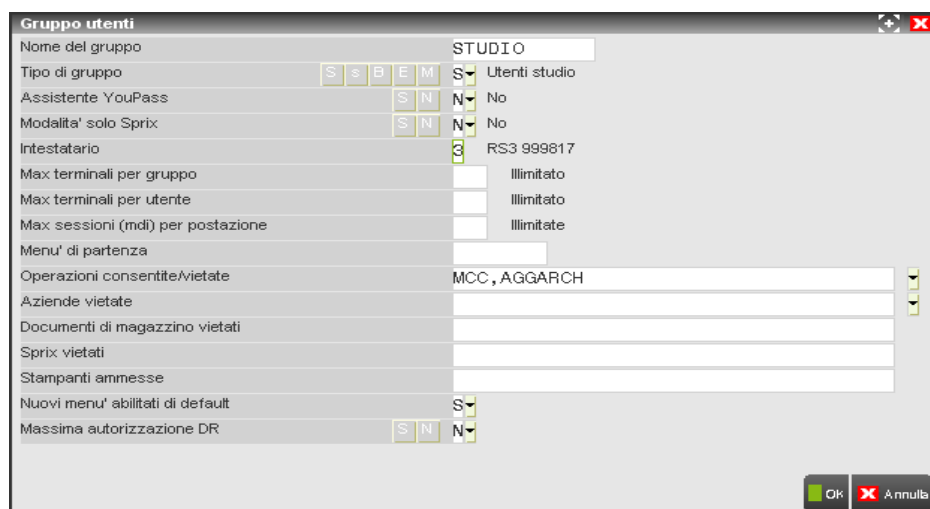 Gruppo utenti
Nome del gruppo STUDIO
Tipo di gruppo S s B E M S Utenti studio
Assistente YouPass S N N No
Modalita' solo Sprix S N N No
Intestatario 3 RS3 999817
Max terminali per gruppo Illimitato
Max terminali per utente Illimitato
Max sessioni (mdi) per postazione Illimitate
Menu' di partenza
Operazioni consentite/vietate MCC,AGGARCH
Aziende vietate
Documenti di magazzino vietati
Sprix vietati
Stampanti ammesse
Nuovi menu' abilitati di default S
Massima autorizzazione DR S N N
OK Annulla